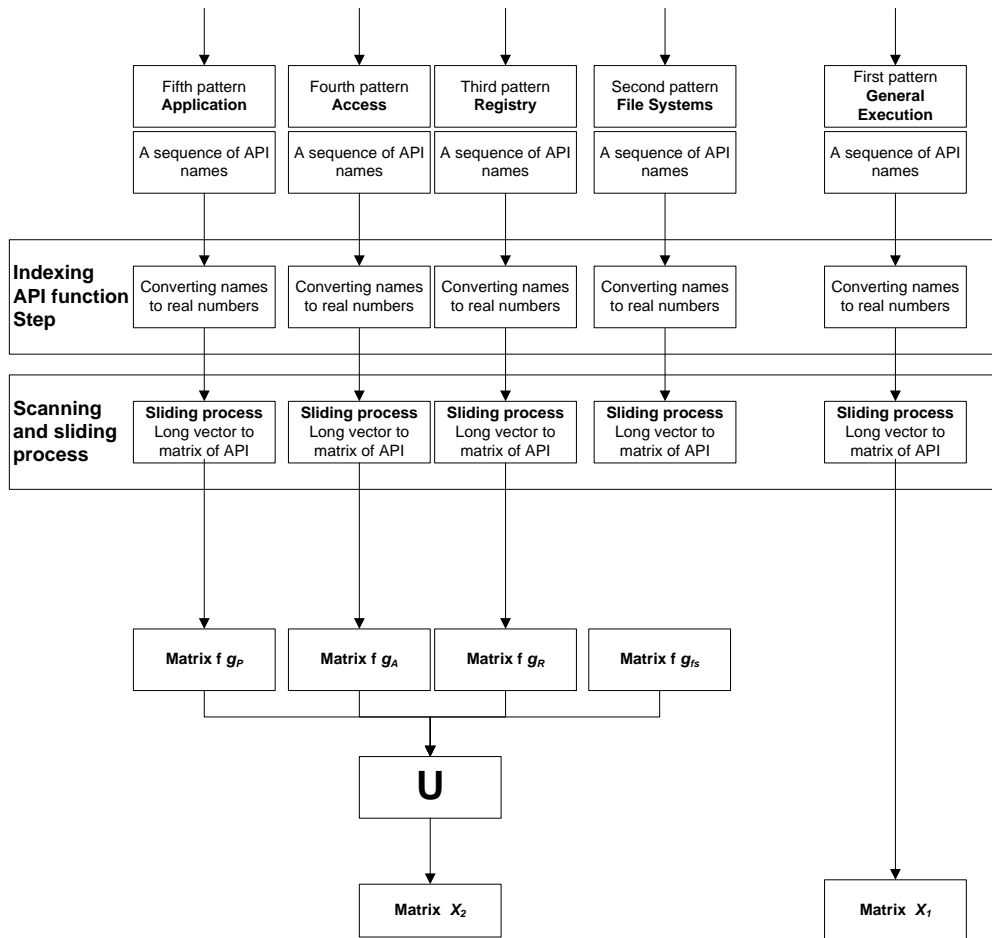 Fifth pattern
Application
Fourth pattern
Access
Third pattern
Registry
Second pattern
File Systems
First pattern
General
Execution
A sequence of API
names
A sequence of API
names
A sequence of API
names
A sequence of API
names
A sequence of API
names
Indexing
API function
Step
Converting names
to real numbers
Converting names
to real numbers
Converting names
to real numbers
Converting names
to real numbers
Converting names
to real numbers
Scanning
and sliding
process
Sliding process
Long vector to
matrix of API
Sliding process
Long vector to
matrix of API
Sliding process
Long vector to
matrix of API
Sliding process
Long vector to
matrix of API
Sliding process
Long vector to
matrix of API
Matrix f gP
Matrix f gA
Matrix f gR
Matrix f gfs
U
Matrix X2
Matrix X1